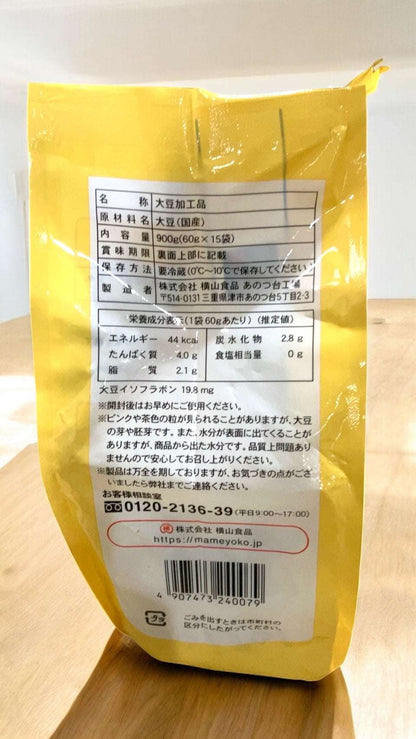 名称 大豆加工品
原材料名 大豆(国産)
内容量 900g(60g×15袋)
賞味期限 裏面上部に記載
保存方法 要冷蔵(0℃～10℃で保存してください)
製造者 株式会社 横山食品 あのつ台工場
〒514-0131 三重県津市あのつ台5丁目2-3
栄養成分表示(1袋60gあたり)(推定値)
エネルギー 44kcal 炭水化物 2.8g
たんぱく質 4.0g 食塩相当量 0g
脂質 2.1g
大豆イソフラボン 19.8mg
※開封後はお早めにご使用ください。
※ピンクや茶色の粒が見られることがありますが、大豆
の芽や胚芽です。また、水分が表面に出てくることが
ありますが、商品から出た水分です。品質上問題あり
ませんので安心してお召し上がりください。
※製品は万全を期しておりますが、お気づきの点がござ
いましたら弊社までご連絡ください。
お客様相談室
0120-2136-39(平日9:00～17:00)
株式会社 横山食品
https://mameyoko.jp
4 907473 240079
プラ
ごみを出すときは市町村の
区分にしたがってください。